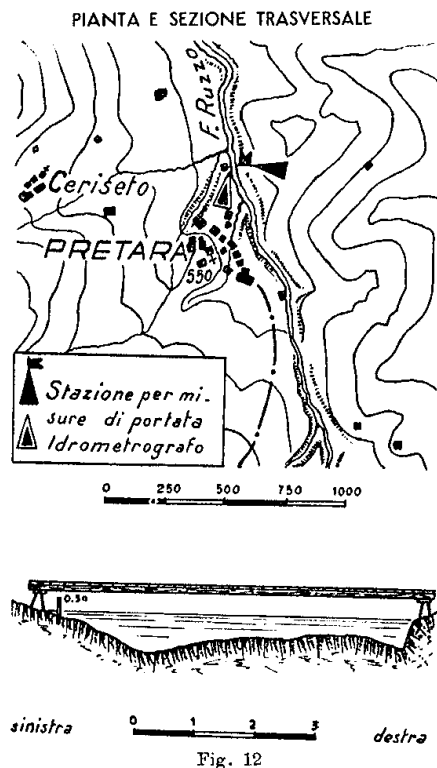 PIANTA E SEZIONE TRASVERSALE
F. Ruzzo
Ceriseto
PRETARA
550
Stazione per mi-
sure di portata
Idrometrografo
0 250 500 750 1000
0.50
sinistra
0 1 2 3
destra
Fig. 12